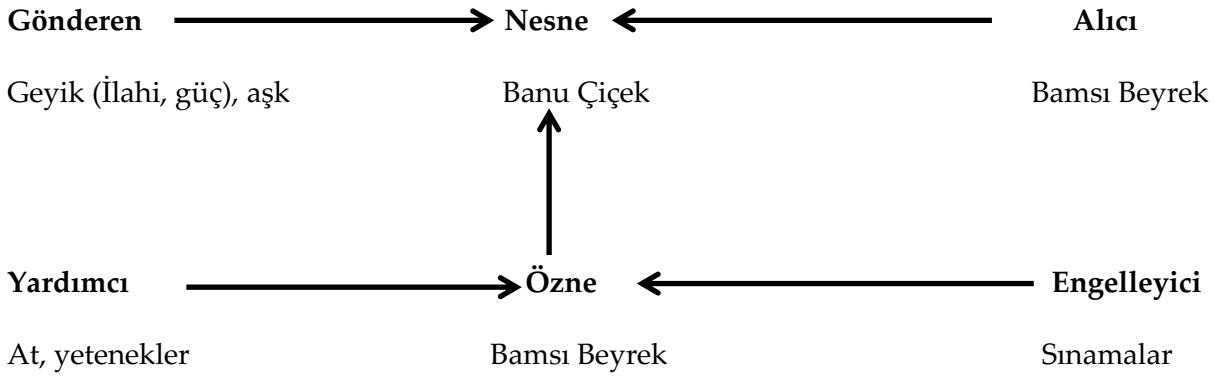 Gönderen Nesne Alıcı
Geyik (İlahi, güç), aşk Banu Çiçek Bamsı Beyrek
Yardımcı Özne Engelleyici
At, yetenekler Bamsı Beyrek Sınamalar